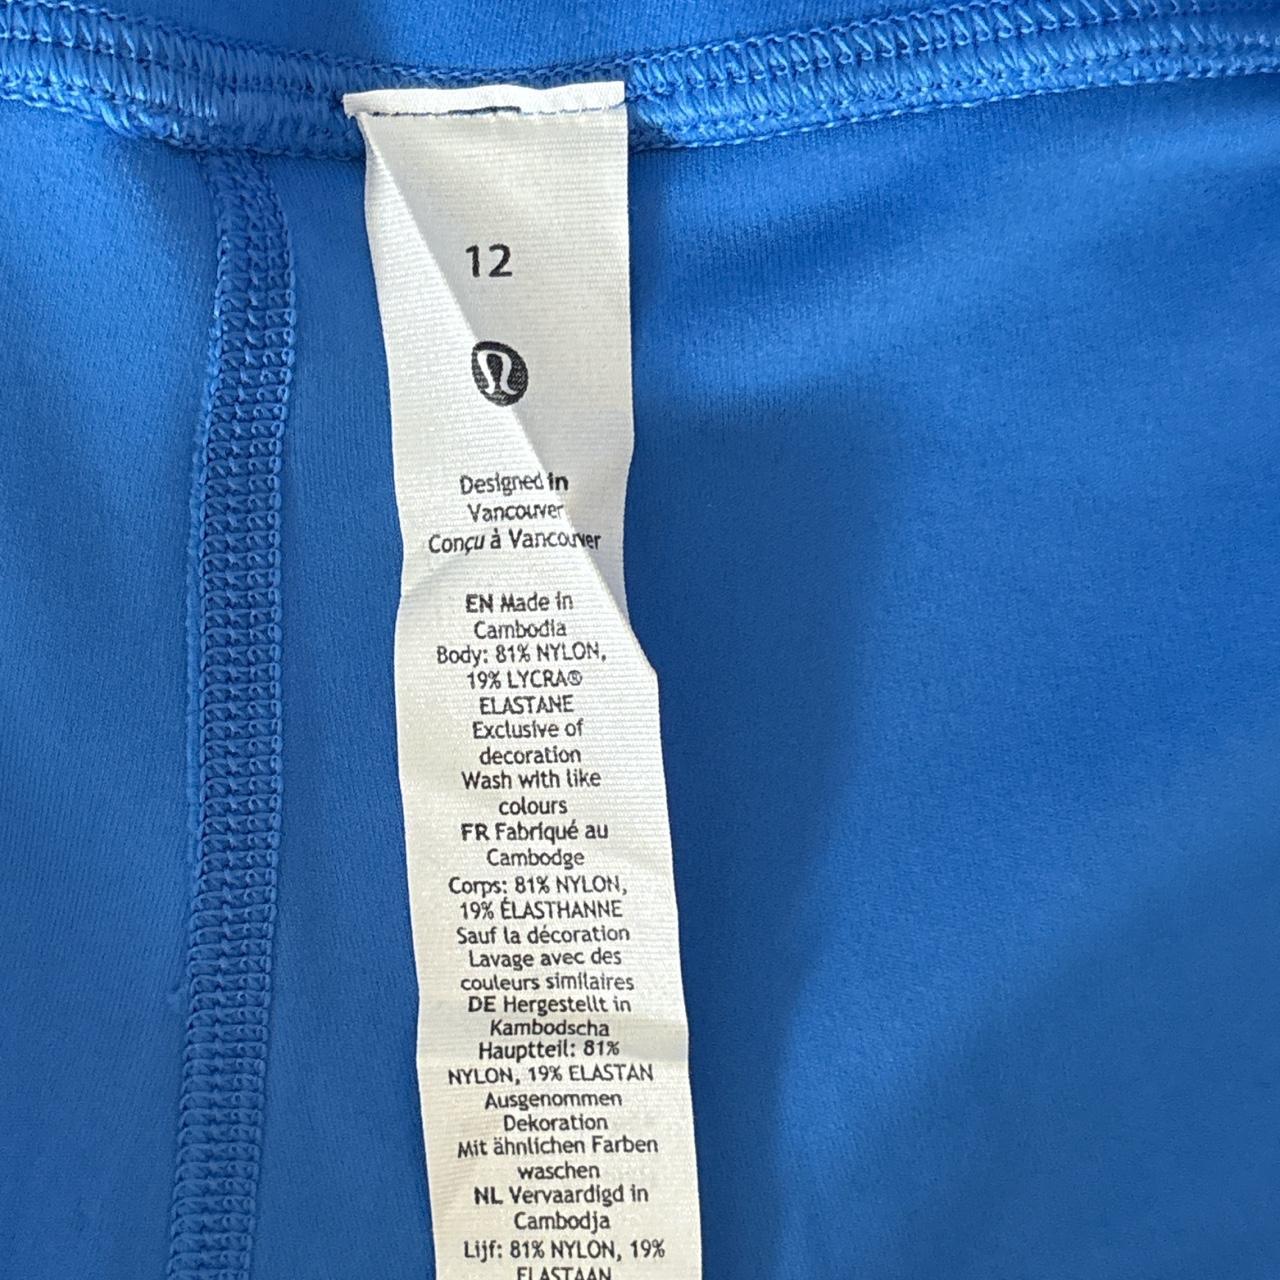 12
Designed in
Vancouver
Conçu à Vancouver
EN Made in
Cambodia
Body: 81% NYLON,
19% LYCRA®
ELASTANE
Exclusive of
decoration
Wash with like
colours
FR Fabriqué au
Cambodge
Corps: 81% NYLON,
19% ÉLASTHANNE
Sauf la décoration
Lavage avec des
couleurs similaires
DE Hergestellt in
Kambodscha
Hauptteil: 81%
NYLON, 19% ELASTAN
Ausgenommen
Dekoration
Mit ähnlichen Farben
waschen
NL Vervaardigd in
Cambodja
Lijf: 81% NYLON, 19%
ELASTAAN